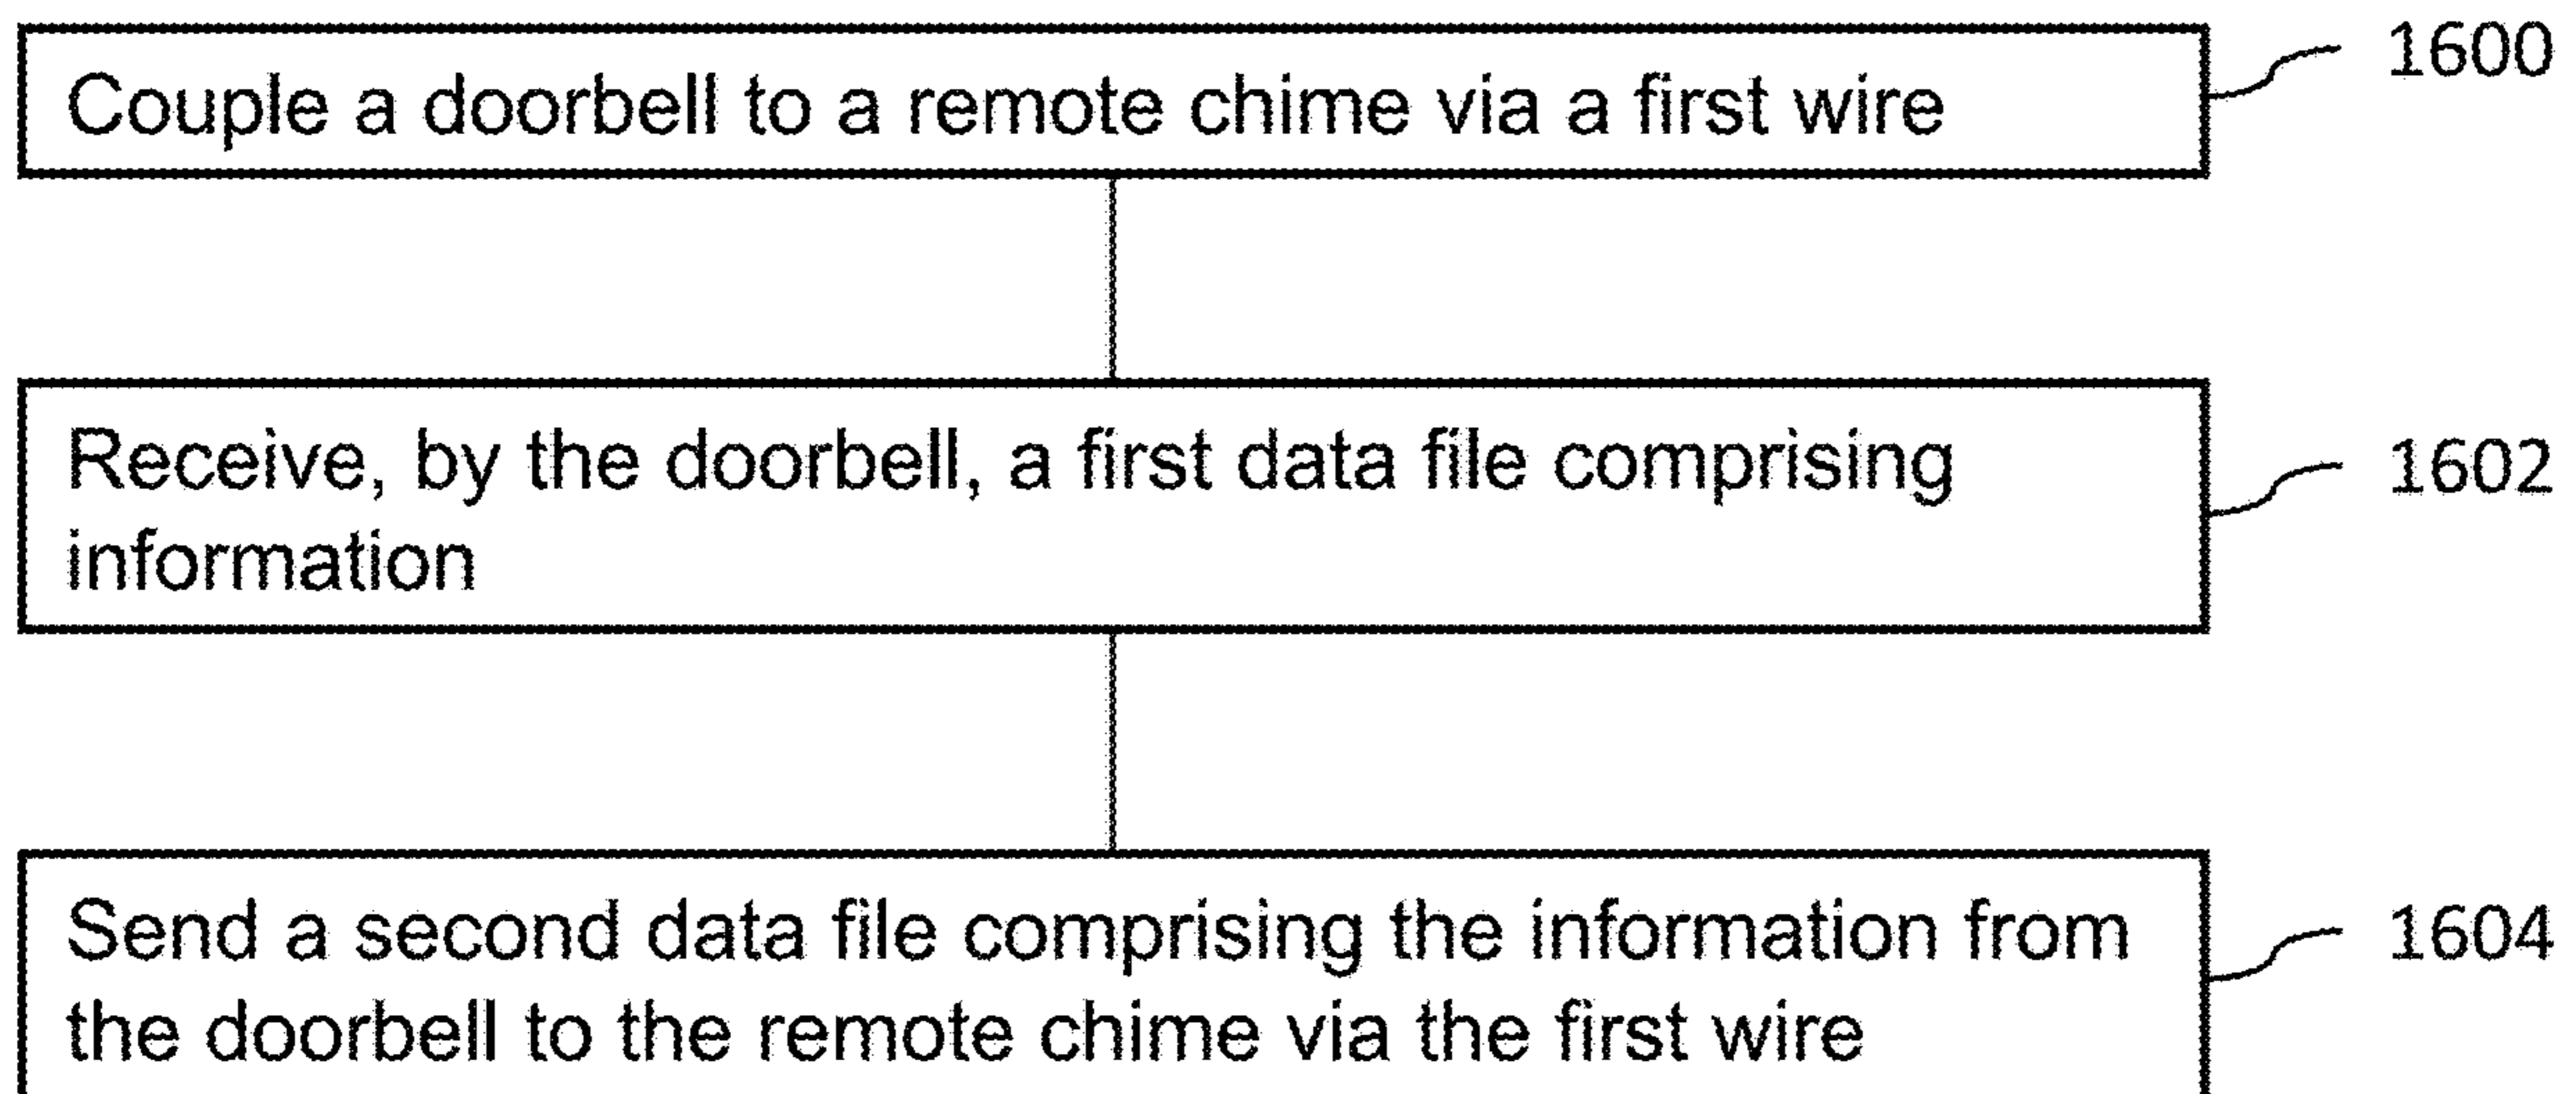 Couple a doorbell to a remote chime via a first wire
1600
Receive, by the doorbell, a first data file comprising
information
1602
Send a second data file comprising the information from
the doorbell to the remote chime via the first wire
1604